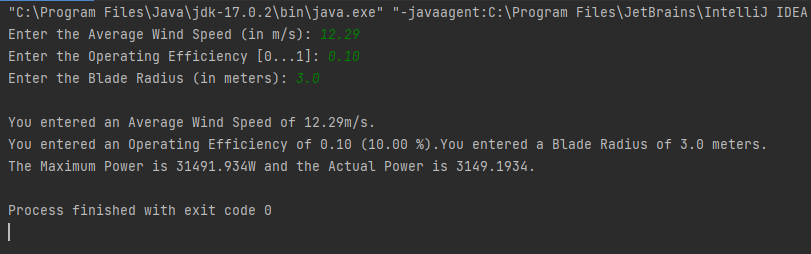 "C:\Program Files\Java\jdk-17.0.2\bin\java.exe" "-javaagent:C:\Program Files\JetBrains\IntelliJ IDEA
Enter the Average Wind Speed (in m/s): 12.29
Enter the Operating Efficiency [0...1]: 0.10
Enter the Blade Radius (in meters): 3.0
You entered an Average Wind Speed of 12.29m/s.
You entered an Operating Efficiency of 0.10 (10.00 %).You entered a Blade Radius of 3.0 meters.
The Maximum Power is 31491.934W and the Actual Power is 3149.1934.
Process finished with exit code 0